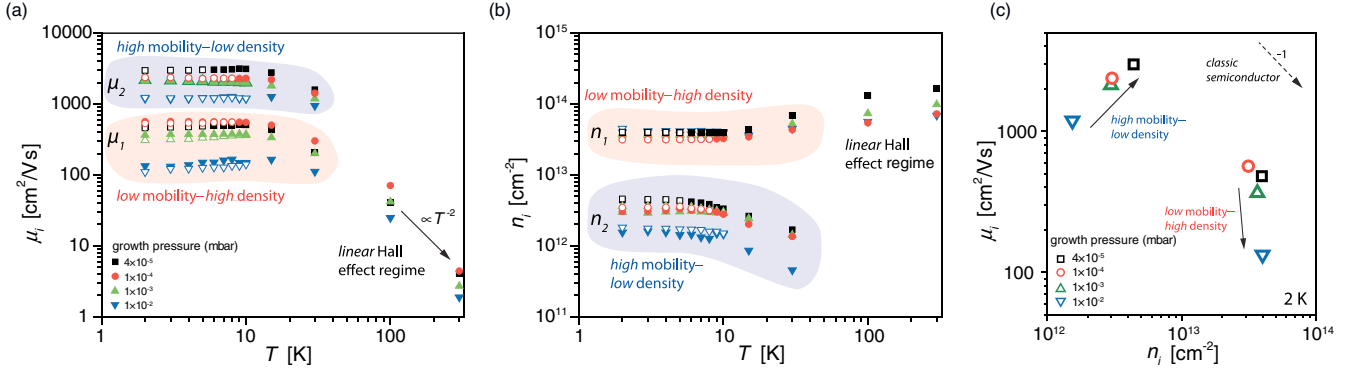 (a)
10000
1000
100
10
1
μi [cm²/Vs]
high mobility–low density
μ2
μ1
low mobility–high density
∝T⁻²
linear Hall
effect regime
growth pressure (mbar)
4×10⁻⁵
1×10⁻⁴
1×10⁻³
1×10⁻²
1
10
100
T [K]
(b)
10¹⁵
10¹⁴
10¹³
10¹²
10¹¹
ni [cm⁻²]
low mobility–high density
n1
linear Hall
effect regime
n2
high mobility–
low density
1
10
100
T [K]
(c)
1000
100
μi [cm²/Vs]
–1
classic
semiconductor
high mobility–
low density
low mobility–
high density
growth pressure (mbar)
4×10⁻⁵
1×10⁻⁴
1×10⁻³
1×10⁻²
2 K
10¹²
10¹³
10¹⁴
ni [cm⁻²]